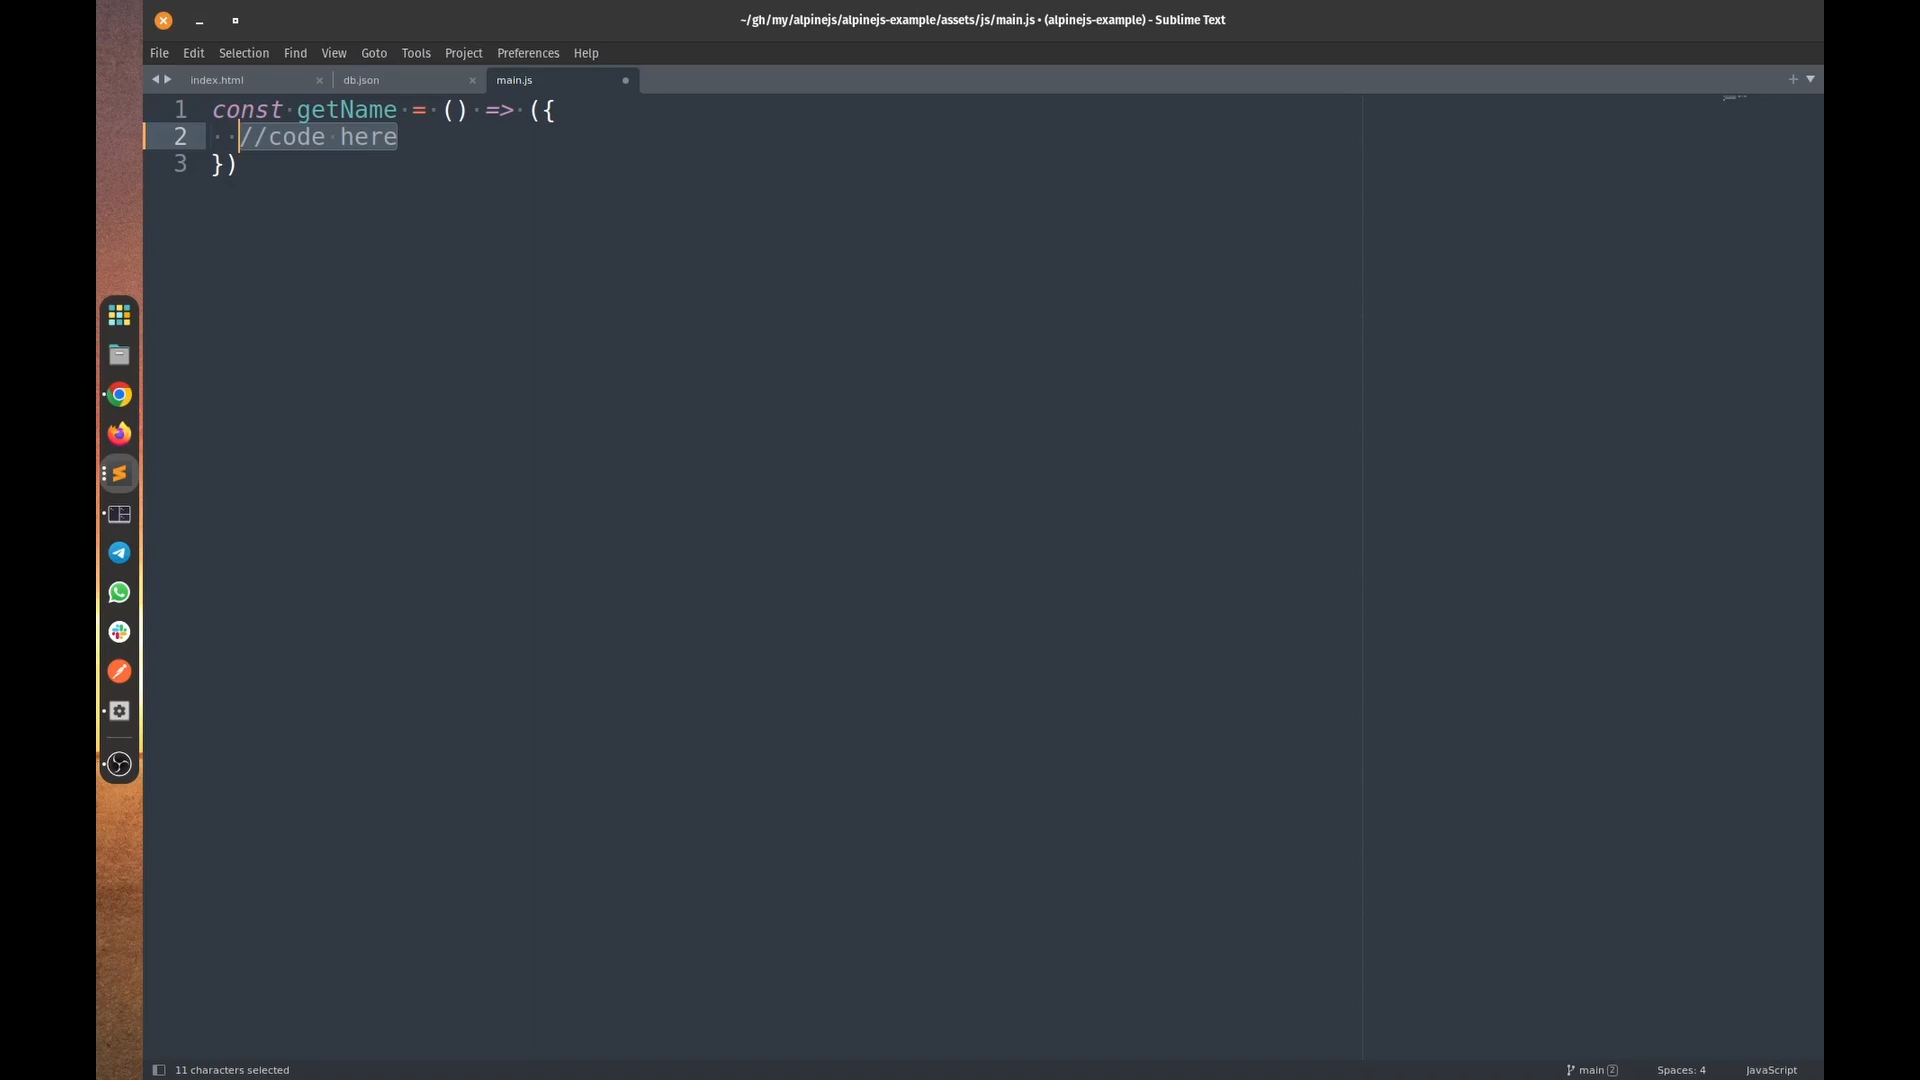 ~/gh/my/alpinejs/alpinejs-example/assets/js/main.js • (alpinejs-example) - Sublime Text
File Edit Selection Find View Goto Tools Project Preferences Help
index.html db.json main.js
1 const getName = () => ({
2 //code here
3 })
11 characters selected main 2 Spaces: 4 JavaScript